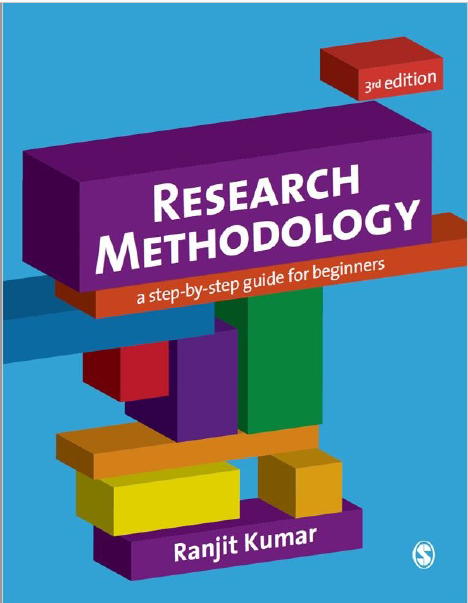 3rd edition
RESEARCH
METHODOLOGY
a step-by-step guide for beginners
Ranjit Kumar
S